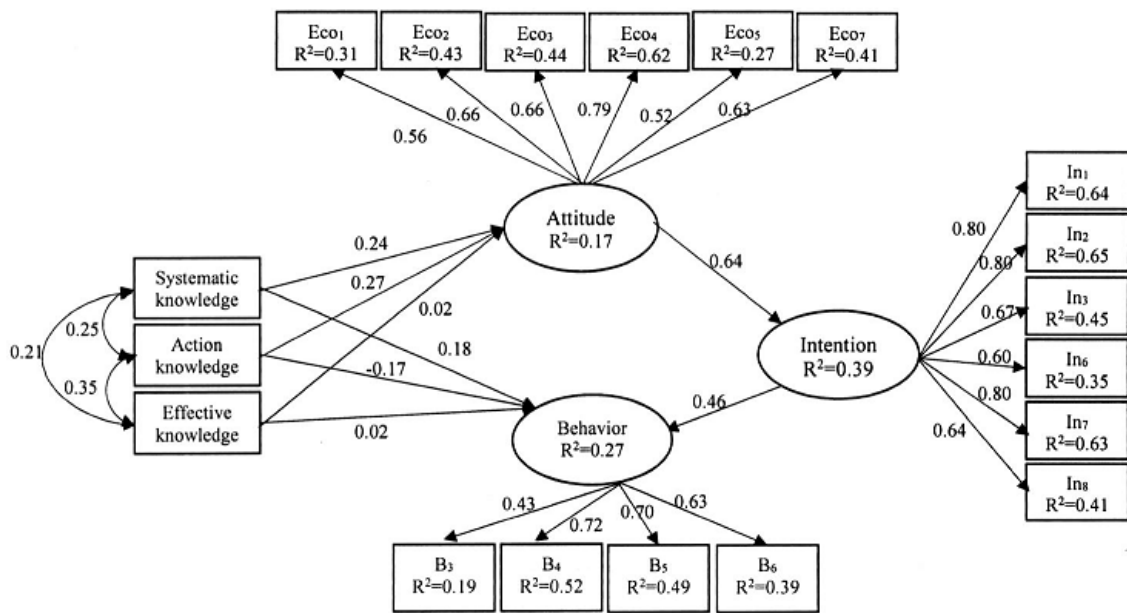 Eco₁
R²=0.31
Eco₂
R²=0.43
Eco₃
R²=0.44
Eco₄
R²=0.62
Eco₅
R²=0.27
Eco₇
R²=0.41
0.56
0.66
0.66
0.79
0.52
0.63
Attitude
R²=0.17
0.24
0.27
0.02
0.64
Systematic
knowledge
Action
knowledge
Effective
knowledge
0.21
0.25
0.35
0.18
-0.17
0.02
Intention
R²=0.39
0.46
Behavior
R²=0.27
0.80
0.80
0.67
0.60
0.80
0.64
In₁
R²=0.64
In₂
R²=0.65
In₃
R²=0.45
In₆
R²=0.35
In₇
R²=0.63
In₈
R²=0.41
0.43
0.72
0.70
0.63
B₃
R²=0.19
B₄
R²=0.52
B₅
R²=0.49
B₆
R²=0.39